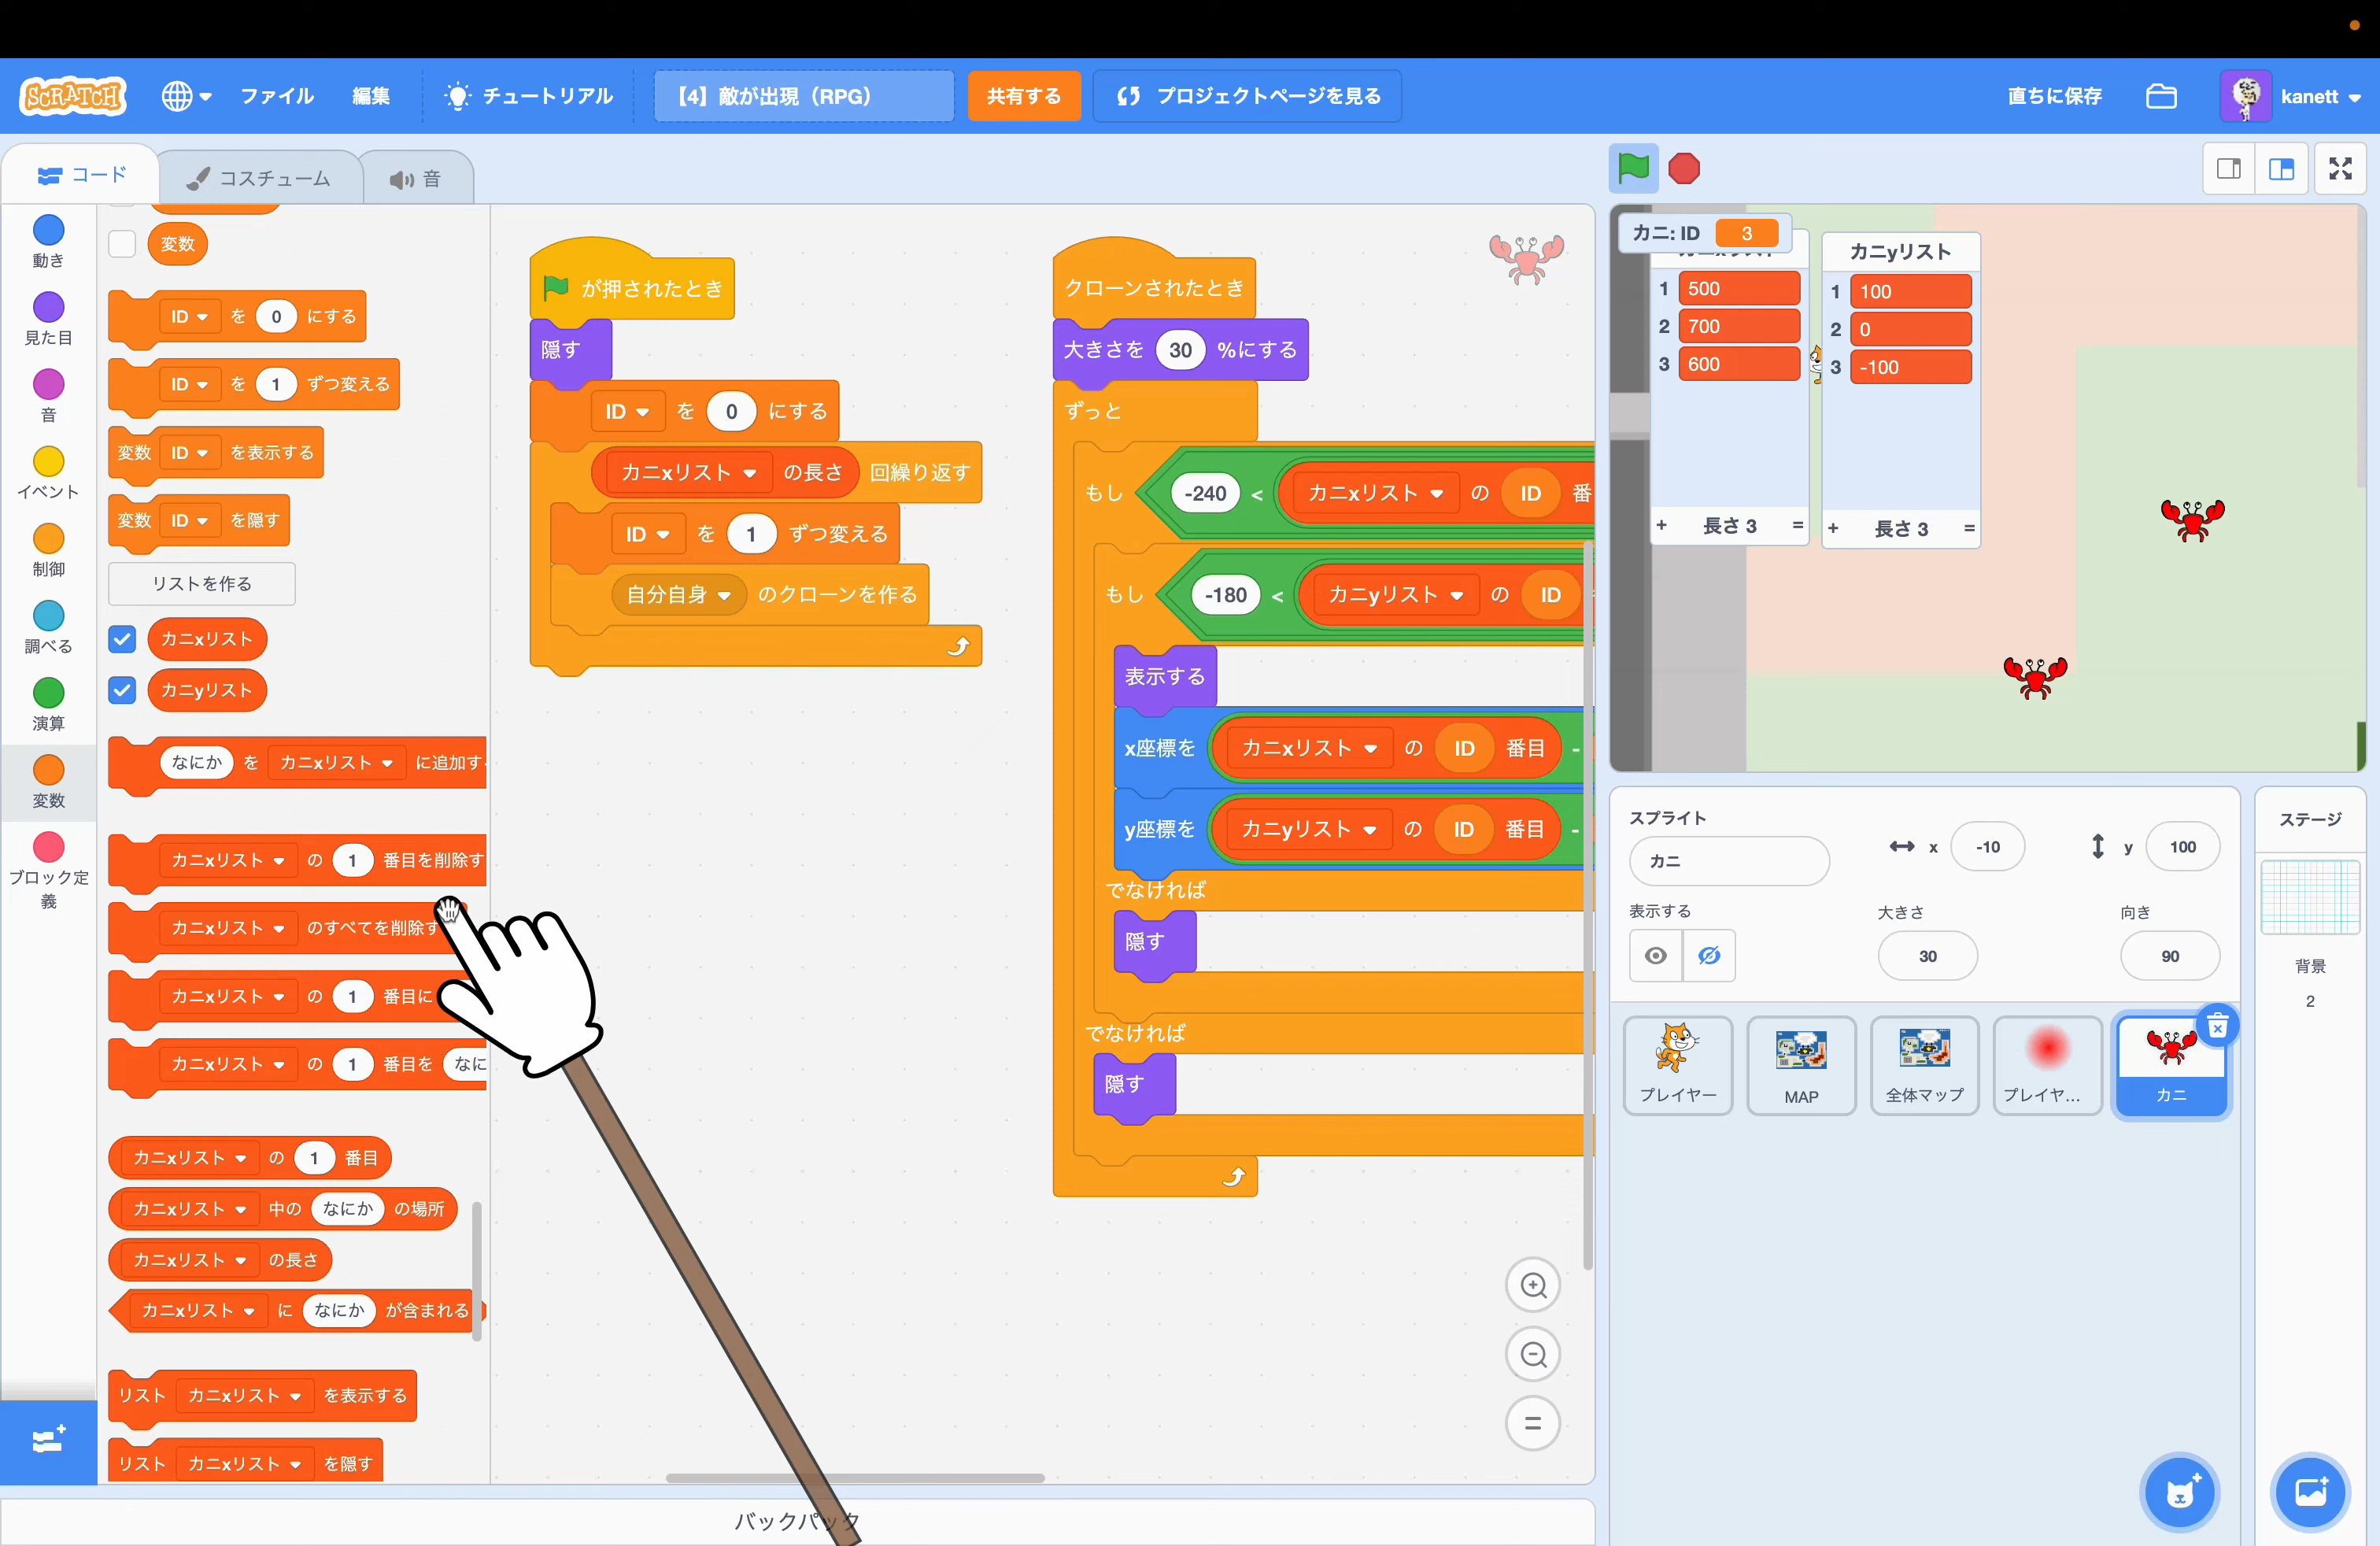 SCRATCH
ファイル
編集
チュートリアル
【4】敵が出現（RPG）
共有する
プロジェクトページを見る
直ちに保存
kanett
コード
コスチューム
音
動き
見た目
音
イベント
制御
調べる
演算
変数
ブロック定義
変数
ID を 0 にする
ID を 1 ずつ変える
変数 ID を表示する
変数 ID を隠す
リストを作る
カニxリスト
カニyリスト
なにか を カニxリスト に追加す
カニxリスト の 1 番目を削除す
カニxリスト のすべてを削除す
カニxリスト の 1 番目に
カニxリスト の 1 番目を なに
カニxリスト の 1 番目
カニxリスト 中の なにか の場所
カニxリスト の長さ
カニxリスト に なにか が含まれる
リスト カニxリスト を表示する
リスト カニxリスト を隠す
が押されたとき
隠す
ID を 0 にする
カニxリスト の長さ 回繰り返す
ID を 1 ずつ変える
自分自身 のクローンを作る
クローンされたとき
大きさを 30 %にする
ずっと
もし -240 < カニxリスト の ID 番
もし -180 < カニyリスト の ID
表示する
x座標を カニxリスト の ID 番目 -
y座標を カニyリスト の ID 番目 -
でなければ
隠す
でなければ
隠す
バックパック
カニ: ID 3
1 500
2 700
3 600
+ 長さ 3 =
カニyリスト
1 100
2 0
3 -100
+ 長さ 3 =
スプライト
カニ
x -10
y 100
表示する
大きさ
30
向き
90
プレイヤー
MAP
全体マップ
プレイヤ...
カニ
ステージ
背景
2